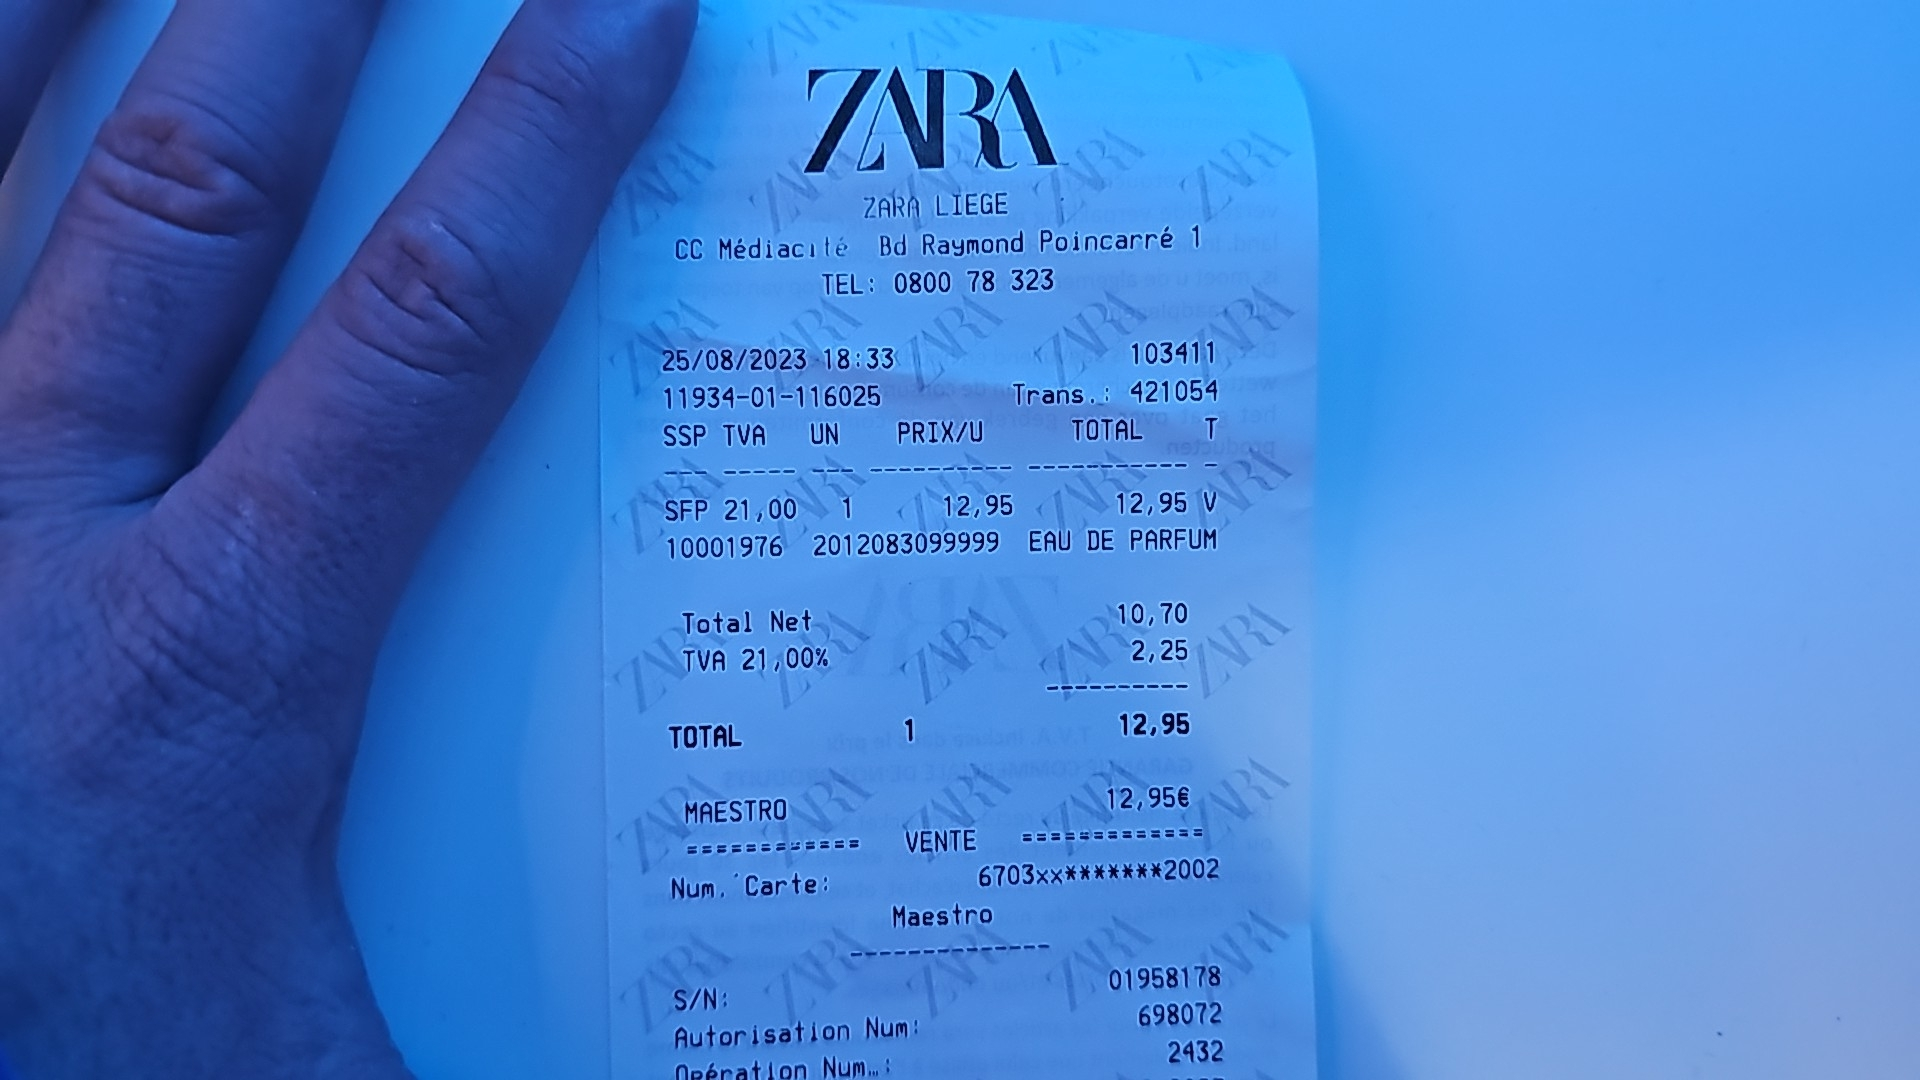 ZARA
ZARA LIEGE
CC Médiacité Bd Raymond Poincarré 1
TEL: 0800 78 323
25/08/2023 18:33 103411
11934-01-116025 Trans.: 421054
SSP TVA UN PRIX/U TOTAL T
SFP 21,00 1 12,95 12,95 V
10001976 2012083099999 EAU DE PARFUM
Total Net 10,70
TVA 21,00% 2,25
TOTAL 1 12,95
MAESTRO 12,95€
============ VENTE =============
Num. Carte: 6703xx*******2002
Maestro
S/N: 01958178
Autorisation Num: 698072
Opération Num.: 2432